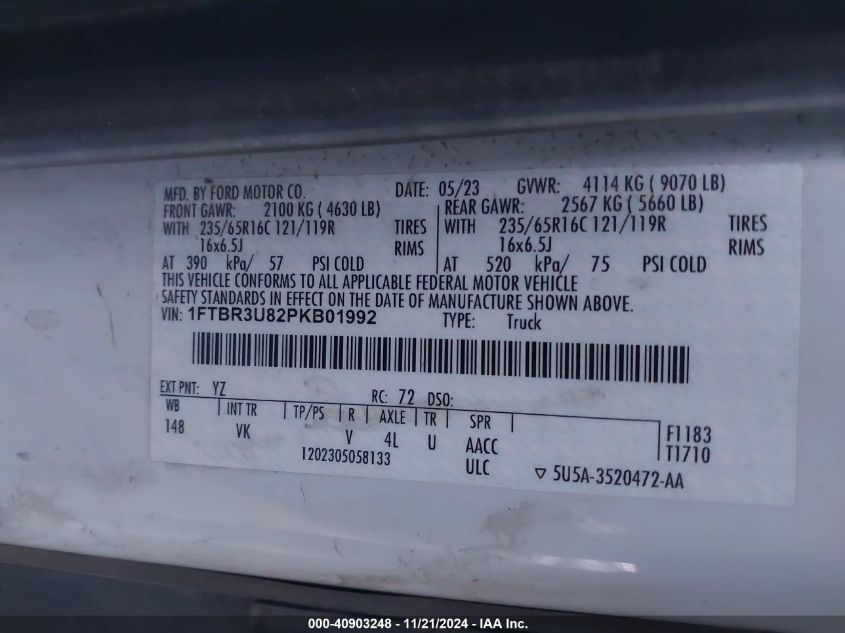 MFD. BY FORD MOTOR CO. DATE: 05/23 GVWR: 4114 KG ( 9070 LB)
FRONT GAWR: 2100 KG ( 4630 LB) REAR GAWR: 2567 KG ( 5660 LB)
WITH 235/65R16C 121/119R TIRES WITH 235/65R16C 121/119R TIRES
16x6.5J RIMS 16x6.5J RIMS
AT 390 kPa/ 57 PSI COLD AT 520 kPa/ 75 PSI COLD
THIS VEHICLE CONFORMS TO ALL APPLICABLE FEDERAL MOTOR VEHICLE
SAFETY STANDARDS IN EFFECT ON THE DATE OF MANUFACTURE SHOWN ABOVE.
VIN: 1FTBR3U82PKB01992 TYPE: Truck
EXT PNT: YZ RC: 72 DSO:
WB INT TR TP/PS R AXLE TR SPR
148 VK V 4L U AACC F1183
1202305058133 ULC T1710
5U5A-3520472-AA
000-40903248 - 11/21/2024 - IAA Inc.